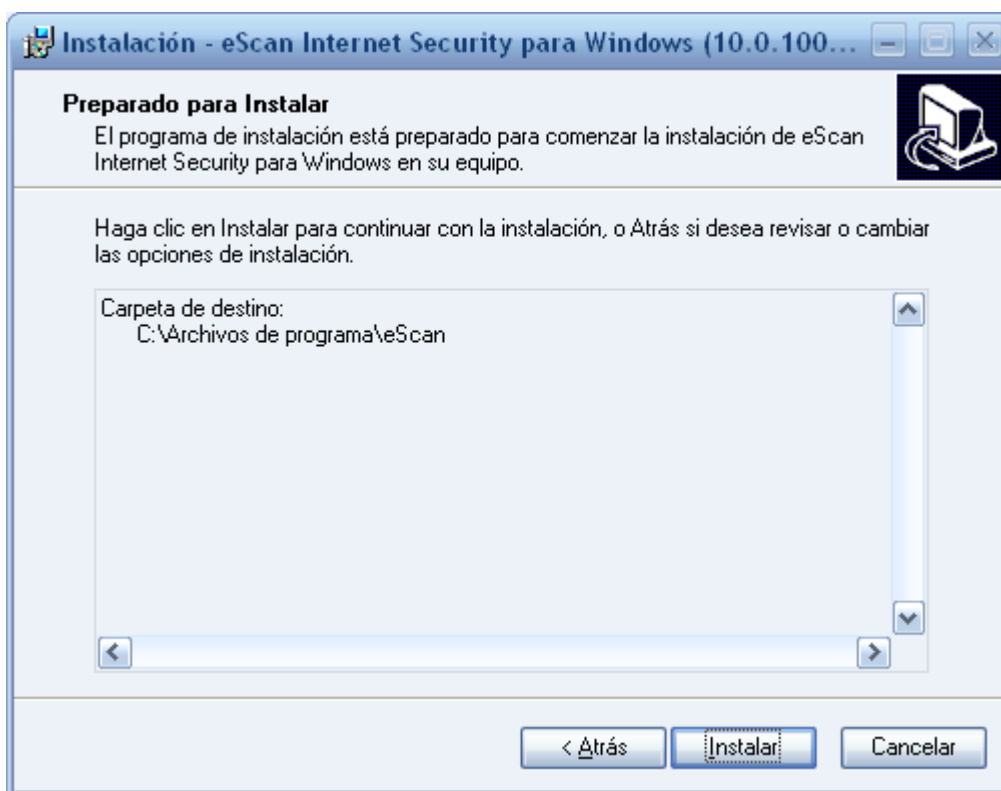 Instalación - eScan Internet Security para Windows (10.0.100...
Preparado para Instalar
El programa de instalación está preparado para comenzar la instalación de eScan
Internet Security para Windows en su equipo.
Haga clic en Instalar para continuar con la instalación, o Atrás si desea revisar o cambiar
las opciones de instalación.
Carpeta de destino:
C:\Archivos de programa\eScan
< Atrás
Instalar
Cancelar